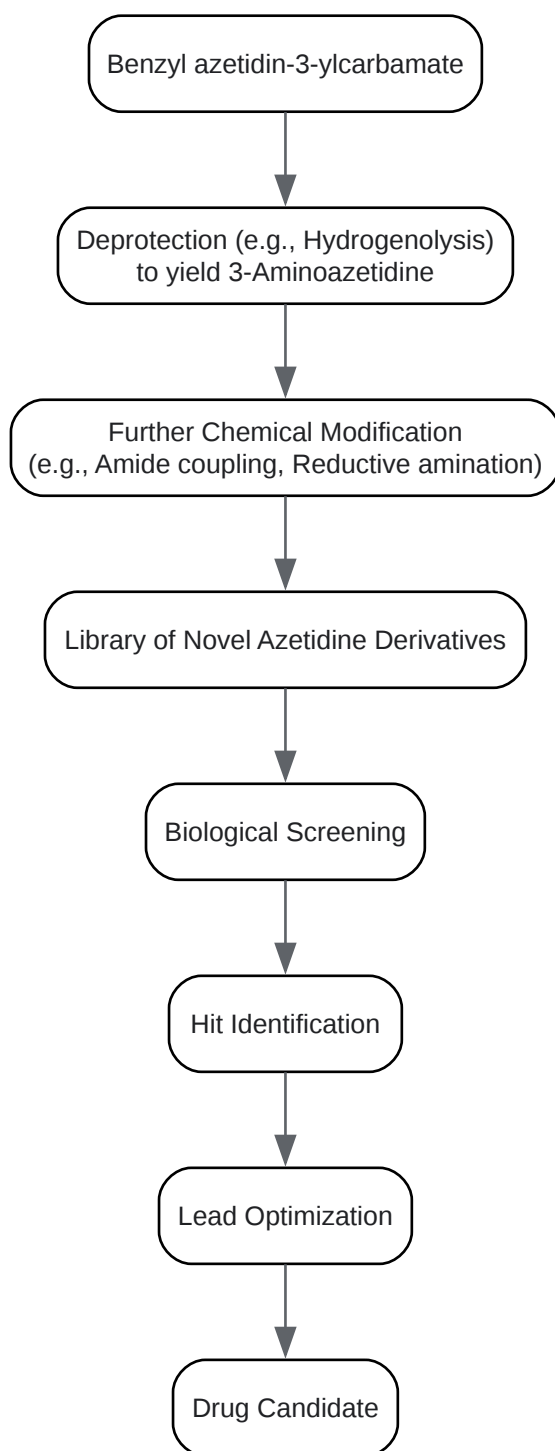 Benzyl azetidin-3-ylcarbamate
Deprotection (e.g., Hydrogenolysis)
to yield 3-Aminoazetidine
Further Chemical Modification
(e.g., Amide coupling, Reductive amination)
Library of Novel Azetidine Derivatives
Biological Screening
Hit Identification
Lead Optimization
Drug Candidate